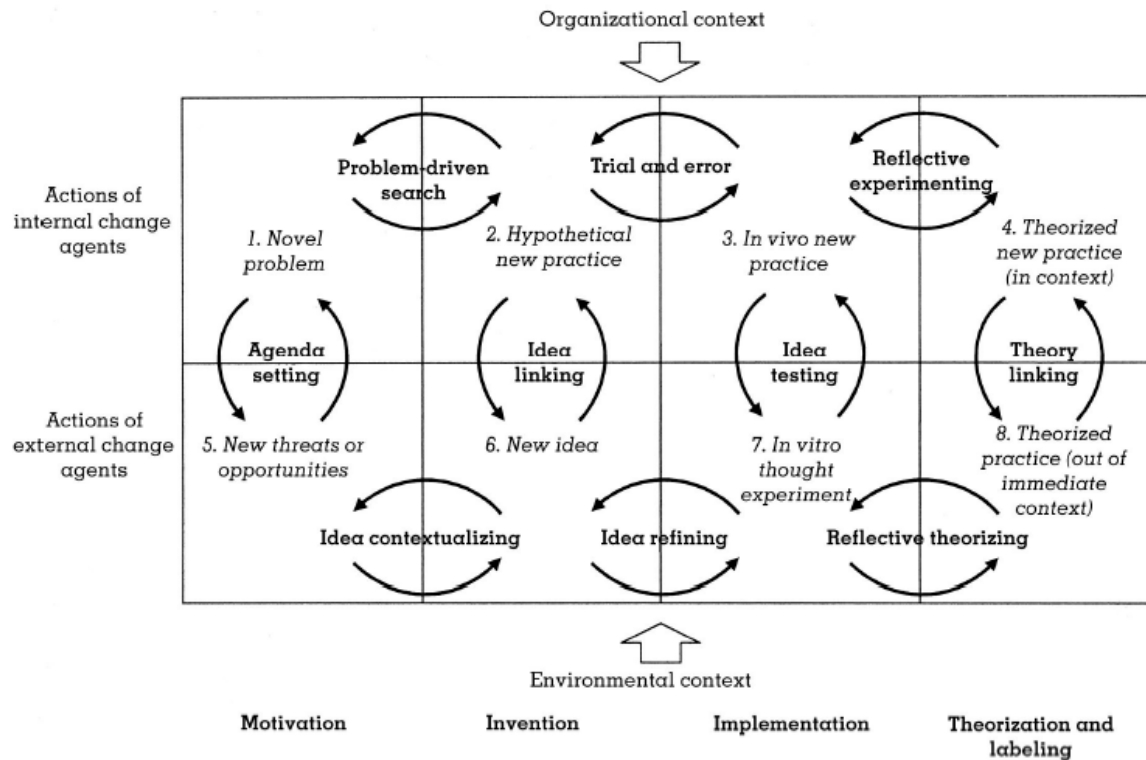 Organizational context
Actions of
internal change
agents
Problem-driven
search
Trial and error
Reflective
experimenting
1. Novel
problem
2. Hypothetical
new practice
3. In vivo new
practice
4. Theorized
new practice
(in context)
Agenda
setting
Idea
linking
Idea
testing
Theory
linking
Actions of
external change
agents
5. New threats or
opportunities
6. New idea
7. In vitro
thought
experiment
8. Theorized
practice (out of
immediate
context)
Idea contextualizing
Idea refining
Reflective theorizing
Environmental context
Motivation
Invention
Implementation
Theorization and
labeling